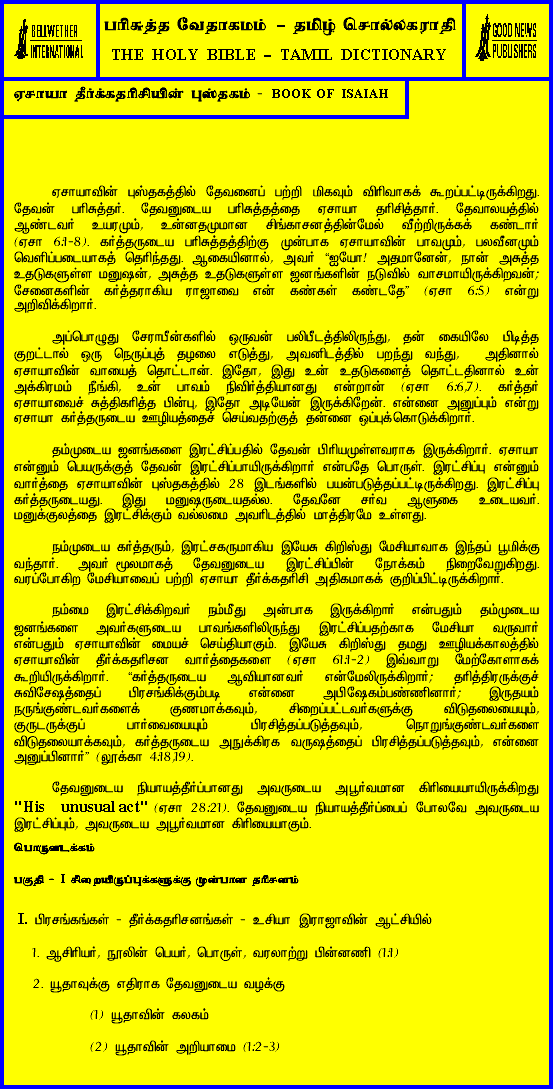 BELLWETHER
INTERNATIONAL
பரிசுத்த வேதாகமம் – தமிழ் சொல்லகராதி
THE HOLY BIBLE – TAMIL DICTIONARY
GOOD NEWS
PUBLISHERS
ஏசாயா தீர்க்கதரிசியின் புஸ்தகம் - BOOK OF ISAIAH
ஏசாயாவின் புஸ்தகத்தில் தேவனைப் பற்றி மிகவும் விரிவாகக் கூறப்பட்டிருக்கிறது.
தேவன் பரிசுத்தர். தேவனுடைய பரிசுத்தத்தை ஏசாயா தரிசித்தார். தேவாலயத்தில்
ஆண்டவர் உயரமும், உன்னதமுமான சிங்காசனத்தின்மேல் வீற்றிருக்கக் கண்டார்
(ஏசா 6:1-8). கர்த்தருடைய பரிசுத்தத்திற்கு முன்பாக ஏசாயாவின் பாவமும், பலவீனமும்
வெளிப்படையாகத் தெரிந்தது. ஆகையினால், அவர் “ஐயோ! அதமானேன், நான் அசுத்த
உதடுகளுள்ள மனுஷன், அசுத்த உதடுகளுள்ள ஜனங்களின் நடுவில் வாசமாயிருக்கிறவன்;
சேனைகளின் கர்த்தராகிய ராஜாவை என் கண்கள் கண்டதே” (ஏசா 6:5) என்று
அறிவிக்கிறார்.
அப்பொழுது சேராபீன்களில் ஒருவன் பலிபீடத்திலிருந்து, தன் கையிலே பிடித்த
குறட்டால் ஒரு நெருப்புத் தழலை எடுத்து, அவனிடத்தில் பறந்து வந்து, அதினால்
ஏசாயாவின் வாயைத் தொட்டான். இதோ, இது உன் உதடுகளைத் தொட்டதினால் உன்
அக்கிரமம் நீங்கி, உன் பாவம் நிவிர்த்தியானது என்றான் (ஏசா 6:6,7). கர்த்தர்
ஏசாயாவைச் சுத்திகரித்த பின்பு, இதோ அடியேன் இருக்கிறேன். என்னை அனுப்பும் என்று
ஏசாயா கர்த்தருடைய ஊழியத்தைச் செய்வதற்குத் தன்னை ஒப்புக்கொடுக்கிறார்.
தம்முடைய ஜனங்களை இரட்சிப்பதில் தேவன் பிரியமுள்ளவராக இருக்கிறார். ஏசாயா
என்னும் பெயருக்குத் தேவன் இரட்சிப்பாயிருக்கிறார் என்பதே பொருள். இரட்சிப்பு என்னும்
வார்த்தை ஏசாயாவின் புஸ்தகத்தில் 28 இடங்களில் பயன்படுத்தப்பட்டிருக்கிறது. இரட்சிப்பு
கர்த்தருடையது. இது மனுஷருடையதல்ல. தேவனே சர்வ ஆளுகை உடையவர்.
மனுக்குலத்தை இரட்சிக்கும் வல்லமை அவரிடத்தில் மாத்திரமே உள்ளது.
நம்முடைய கர்த்தரும், இரட்சகருமாகிய இயேசு கிறிஸ்து மேசியாவாக இந்தப் பூமிக்கு
வந்தார். அவர் மூலமாகத் தேவனுடைய இரட்சிப்பின் நோக்கம் நிறைவேறுகிறது.
வரப்போகிற மேசியாவைப் பற்றி ஏசாயா தீர்க்கதரிசி அதிகமாகக் குறிப்பிட்டிருக்கிறார்.
நம்மை இரட்சிக்கிறவர் நம்மீது அன்பாக இருக்கிறார் என்பதும் தம்முடைய
ஜனங்களை அவர்களுடைய பாவங்களிலிருந்து இரட்சிப்பதற்காக மேசியா வருவார்
என்பதும் ஏசாயாவின் மையச் செய்தியாகும். இயேசு கிறிஸ்து தமது ஊழியக்காலத்தில்
ஏசாயாவின் தீர்க்கதரிசன வார்த்தைகளை (ஏசா 61:1-2) இவ்வாறு மேற்கோளாகக்
கூறியிருக்கிறார். “கர்த்தருடைய ஆவியானவர் என்மேலிருக்கிறார்; தரித்திரருக்குச்
சுவிசேஷத்தைப் பிரசங்கிக்கும்படி என்னை அபிஷேகம்பண்ணினார்; இருதயம்
நருங்குண்டவர்களைக் குணமாக்கவும், சிறைப்பட்டவர்களுக்கு விடுதலையையும்,
குருடருக்குப் பார்வையையும் பிரசித்தப்படுத்தவும், நொறுங்குண்டவர்களை
விடுதலையாக்கவும், கர்த்தருடைய அநுக்கிரக வருஷத்தைப் பிரசித்தப்படுத்தவும், என்னை
அனுப்பினார்” (லூக்கா 4:18,19).
தேவனுடைய நியாயத்தீர்ப்பானது அவருடைய அபூர்வமான கிரியையாயிருக்கிறது
"His unusual act" (ஏசா 28:21). தேவனுடைய நியாயத்தீர்ப்பைப் போலவே அவருடைய
இரட்சிப்பும், அவருடைய அபூர்வமான கிரியையாகும்.
பொருளடக்கம்
பகுதி - I சிறையிருப்புக்களுக்கு முன்பான தரிசனம்
I. பிரசங்கங்கள் - தீர்க்கதரிசனங்கள் - உசியா இராஜாவின் ஆட்சியில்
1. ஆசிரியர், நூலின் பெயர், பொருள், வரலாற்று பின்னணி (1:1)
2. யூதாவுக்கு எதிராக தேவனுடைய வழக்கு
(1) யூதாவின் கலகம்
(2) யூதாவின் அறியாமை (1:2-3)